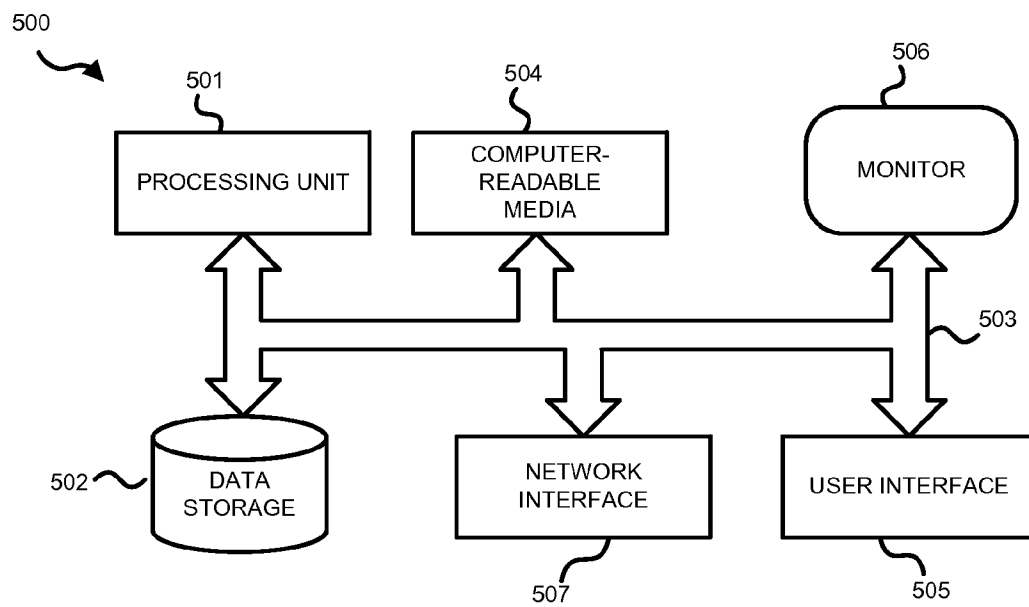 500
501
504
506
PROCESSING UNIT
COMPUTER-
READABLE
MEDIA
MONITOR
503
502
DATA
STORAGE
NETWORK
INTERFACE
USER INTERFACE
507
505